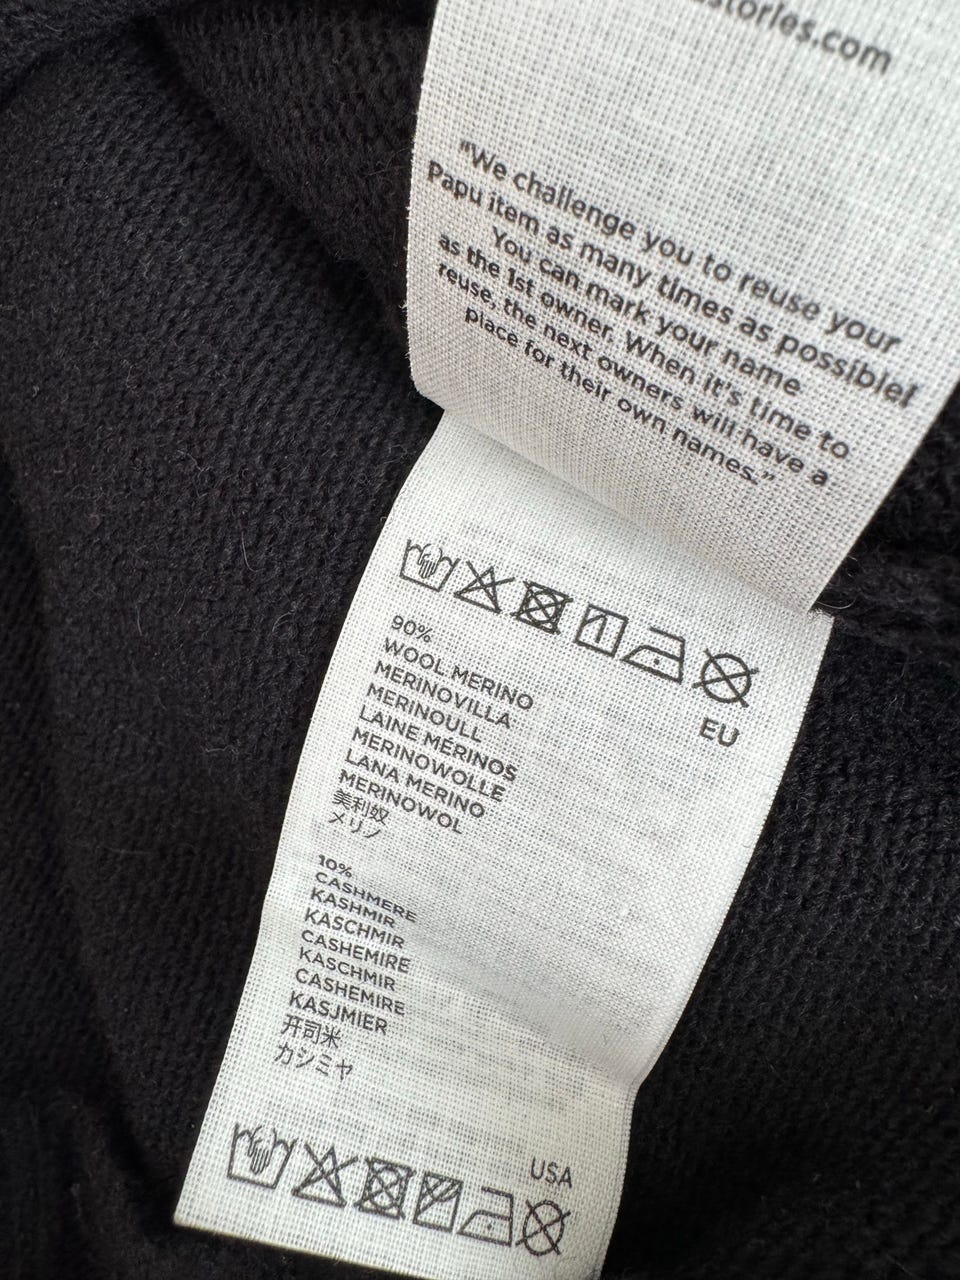 stories.com
"We challenge you to reuse your
Papu item as many times as possible!
You can mark your name
as the 1st owner. When it's time to
reuse, the next owners will have a
place for their own names."
EU
90%
WOOL MERINO
MERINOVILLA
MERINOULL
LAINE MERINOS
MERINOWOLLE
LANA MERINO
MERINOWOL
美利奴
メリノ
10%
CASHMERE
KASHMIR
KASCHMIR
CASHEMIRE
KASCHMIR
CASHEMIRE
KASJMIER
开司米
カシミヤ
USA